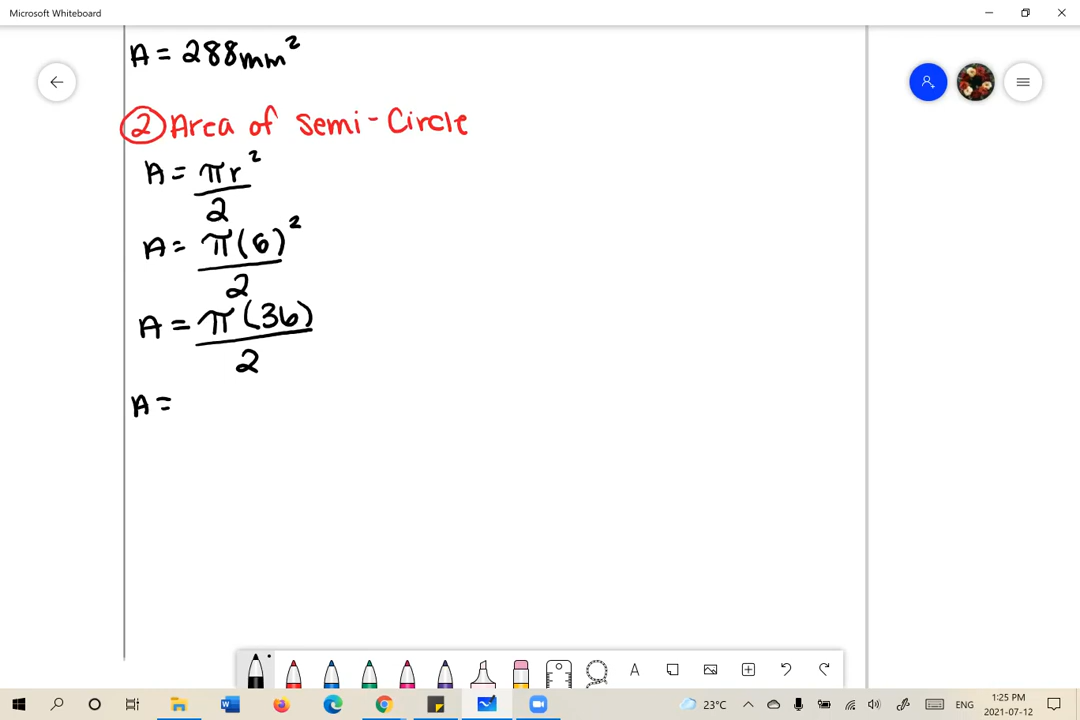 Microsoft Whiteboard
A = 288mm²
② Area of Semi-Circle
A = πr²
2
A = π(6)²
2
A = π(36)
2
A =
A
23°C
ENG
1:25 PM
2021-07-12